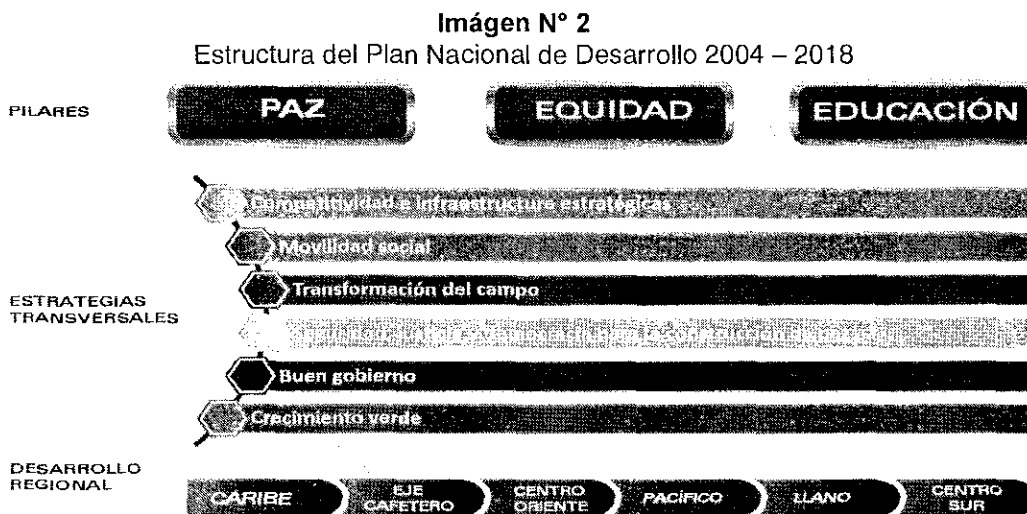 Imágen N° 2
Estructura del Plan Nacional de Desarrollo 2004 – 2018
PILARES
PAZ
EQUIDAD
EDUCACIÓN
Competitividad e infraestructura estratégicas
Movilidad social
Transformación del campo
ESTRATEGIAS
TRANSVERSALES
Buen gobierno
Crecimiento verde
DESARROLLO
REGIONAL
CARIBE
EJE
CAFETERO
CENTRO
ORIENTE
PACÍFICO
LLANO
CENTRO
SUR